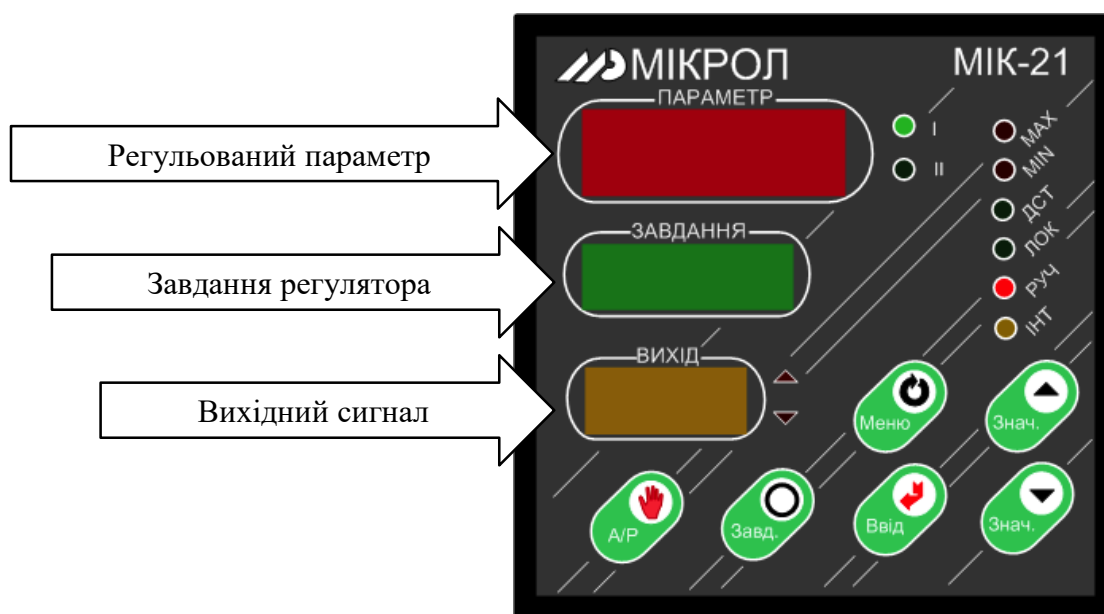 МІКРОЛ
МІК-21
ПАРАМЕТР
Регульований параметр
I
II
MAX
MIN
ДСТ
ЛОК
РУЧ
ІНТ
ЗАВДАННЯ
Завдання регулятора
ВИХІД
Вихідний сигнал
Меню
Знач.
А/Р
Завд.
Ввід
Знач.